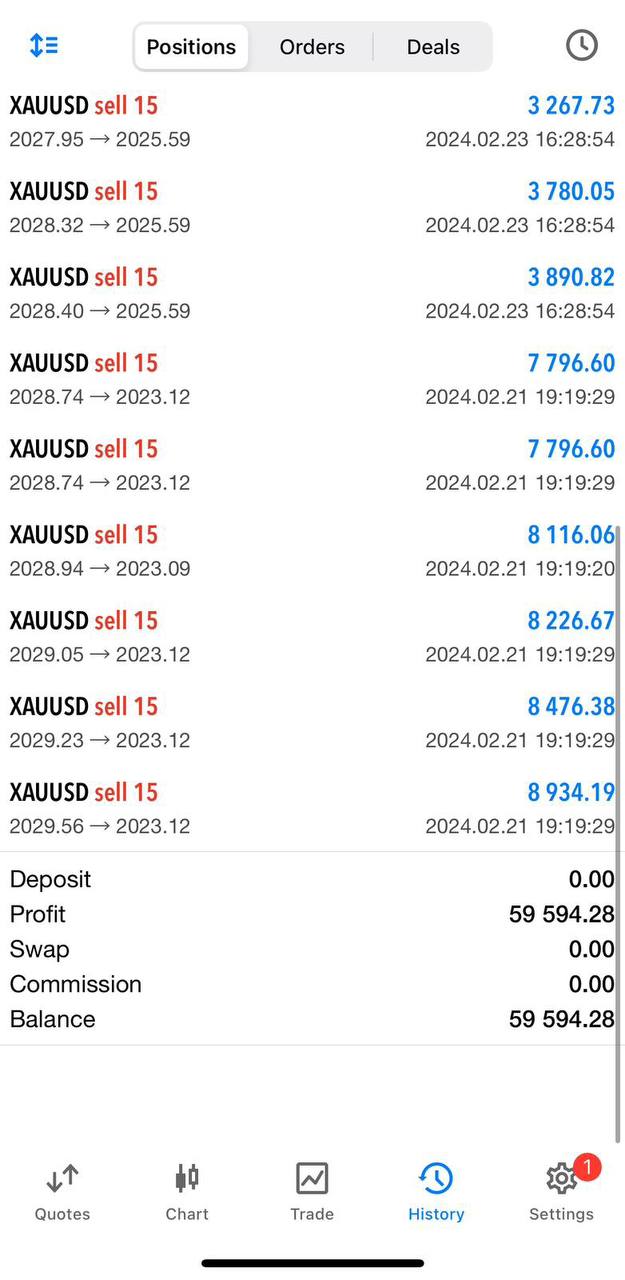 Positions Orders Deals
XAUUSD sell 15 3 267.73
2027.95 → 2025.59 2024.02.23 16:28:54
XAUUSD sell 15 3 780.05
2028.32 → 2025.59 2024.02.23 16:28:54
XAUUSD sell 15 3 890.82
2028.40 → 2025.59 2024.02.23 16:28:54
XAUUSD sell 15 7 796.60
2028.74 → 2023.12 2024.02.21 19:19:29
XAUUSD sell 15 7 796.60
2028.74 → 2023.12 2024.02.21 19:19:29
XAUUSD sell 15 8 116.06
2028.94 → 2023.09 2024.02.21 19:19:20
XAUUSD sell 15 8 226.67
2029.05 → 2023.12 2024.02.21 19:19:29
XAUUSD sell 15 8 476.38
2029.23 → 2023.12 2024.02.21 19:19:29
XAUUSD sell 15 8 934.19
2029.56 → 2023.12 2024.02.21 19:19:29
Deposit 0.00
Profit 59 594.28
Swap 0.00
Commission 0.00
Balance 59 594.28
1
Quotes Chart Trade History Settings